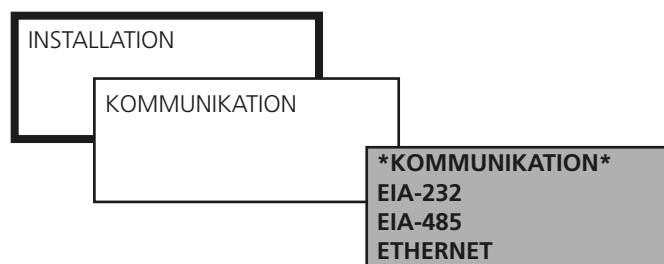 INSTALLATION
KOMMUNIKATION
*KOMMUNIKATION*
EIA-232
EIA-485
ETHERNET